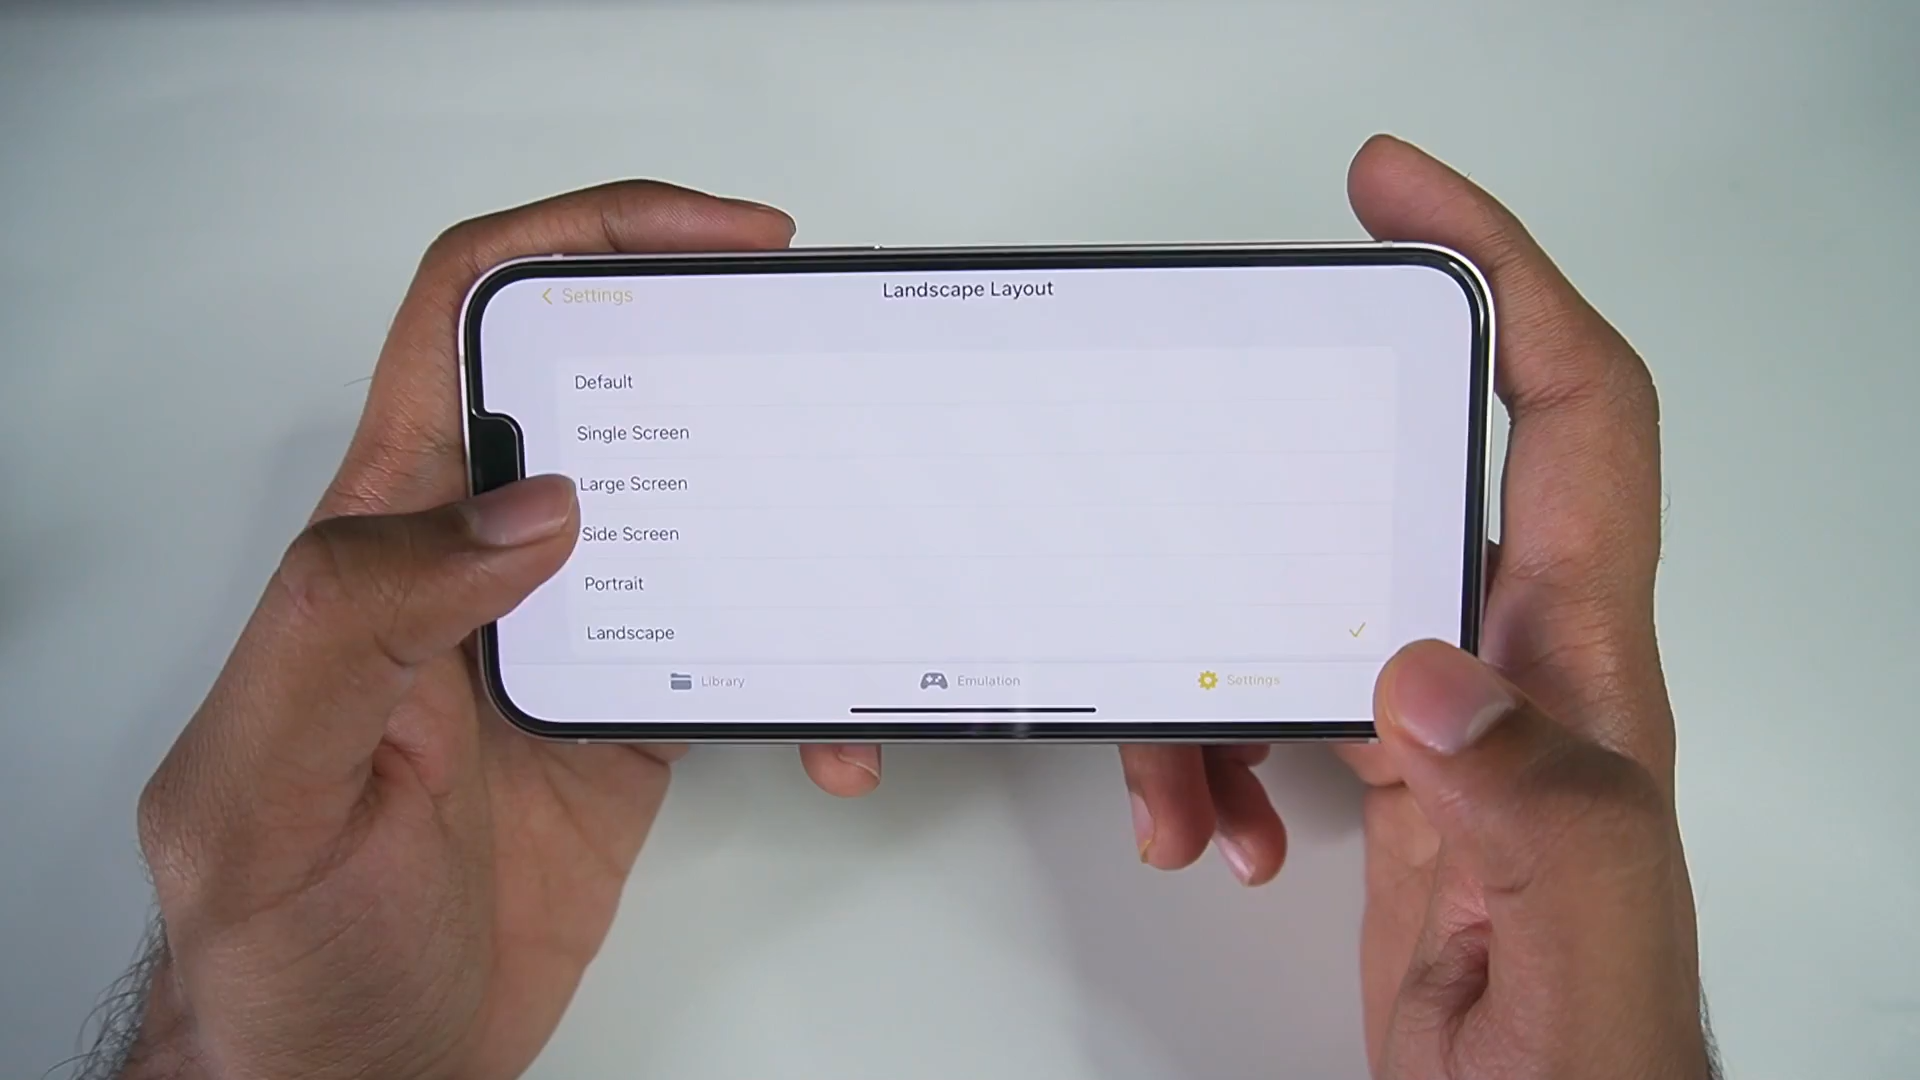 Settings
Landscape Layout
Default
Single Screen
Large Screen
Side Screen
Portrait
Landscape
Library
Emulation
Settings